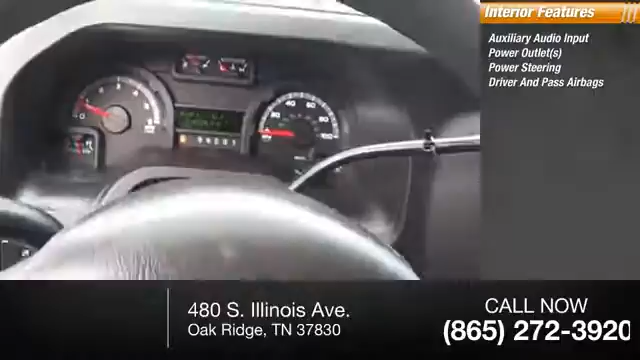 Interior Features
Auxiliary Audio Input
Power Outlet(s)
Power Steering
Driver And Pass Airbags
480 S. Illinois Ave.
Oak Ridge, TN 37830
CALL NOW
(865) 272-3920